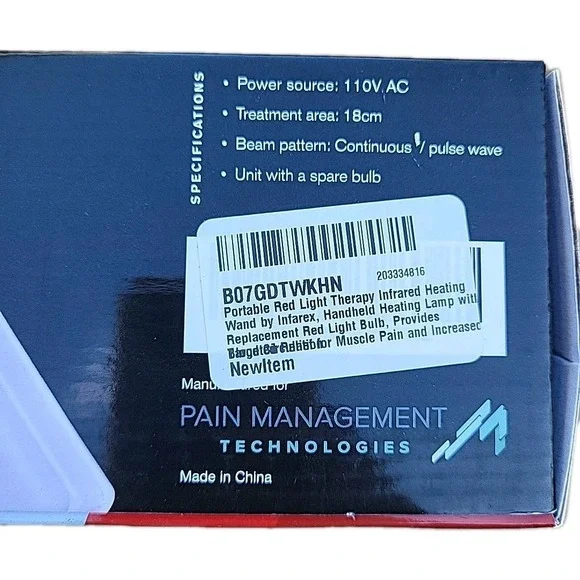 SPECIFICATIONS
• Power source: 110V AC
• Treatment area: 18cm
• Beam pattern: Continuous / pulse wave
• Unit with a spare bulb
B07GDTWKHN
203334816
Portable Red Light Therapy Infrared Heating
Wand by Infarex, Handheld Heating Lamp with
Replacement Red Light Bulb, Provides
for Muscle Pain and Increased
NewItem
for
PAIN MANAGEMENT
TECHNOLOGIES
Made in China